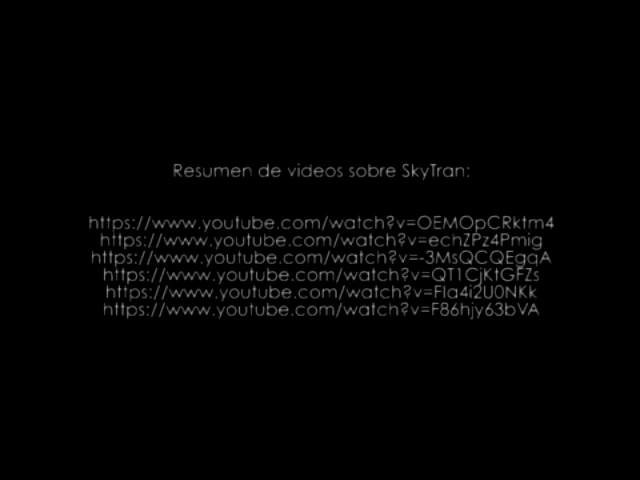 Resumen de videos sobre SkyTran:
https://www.youtube.com/watch?v=OEMOpCRktm4
https://www.youtube.com/watch?v=echZPz4Pmig
https://www.youtube.com/watch?v=-3MsQCQEgqA
https://www.youtube.com/watch?v=QT1CjKtGFZs
https://www.youtube.com/watch?v=Fla4i2U0NKk
https://www.youtube.com/watch?v=F86hjy63bVA